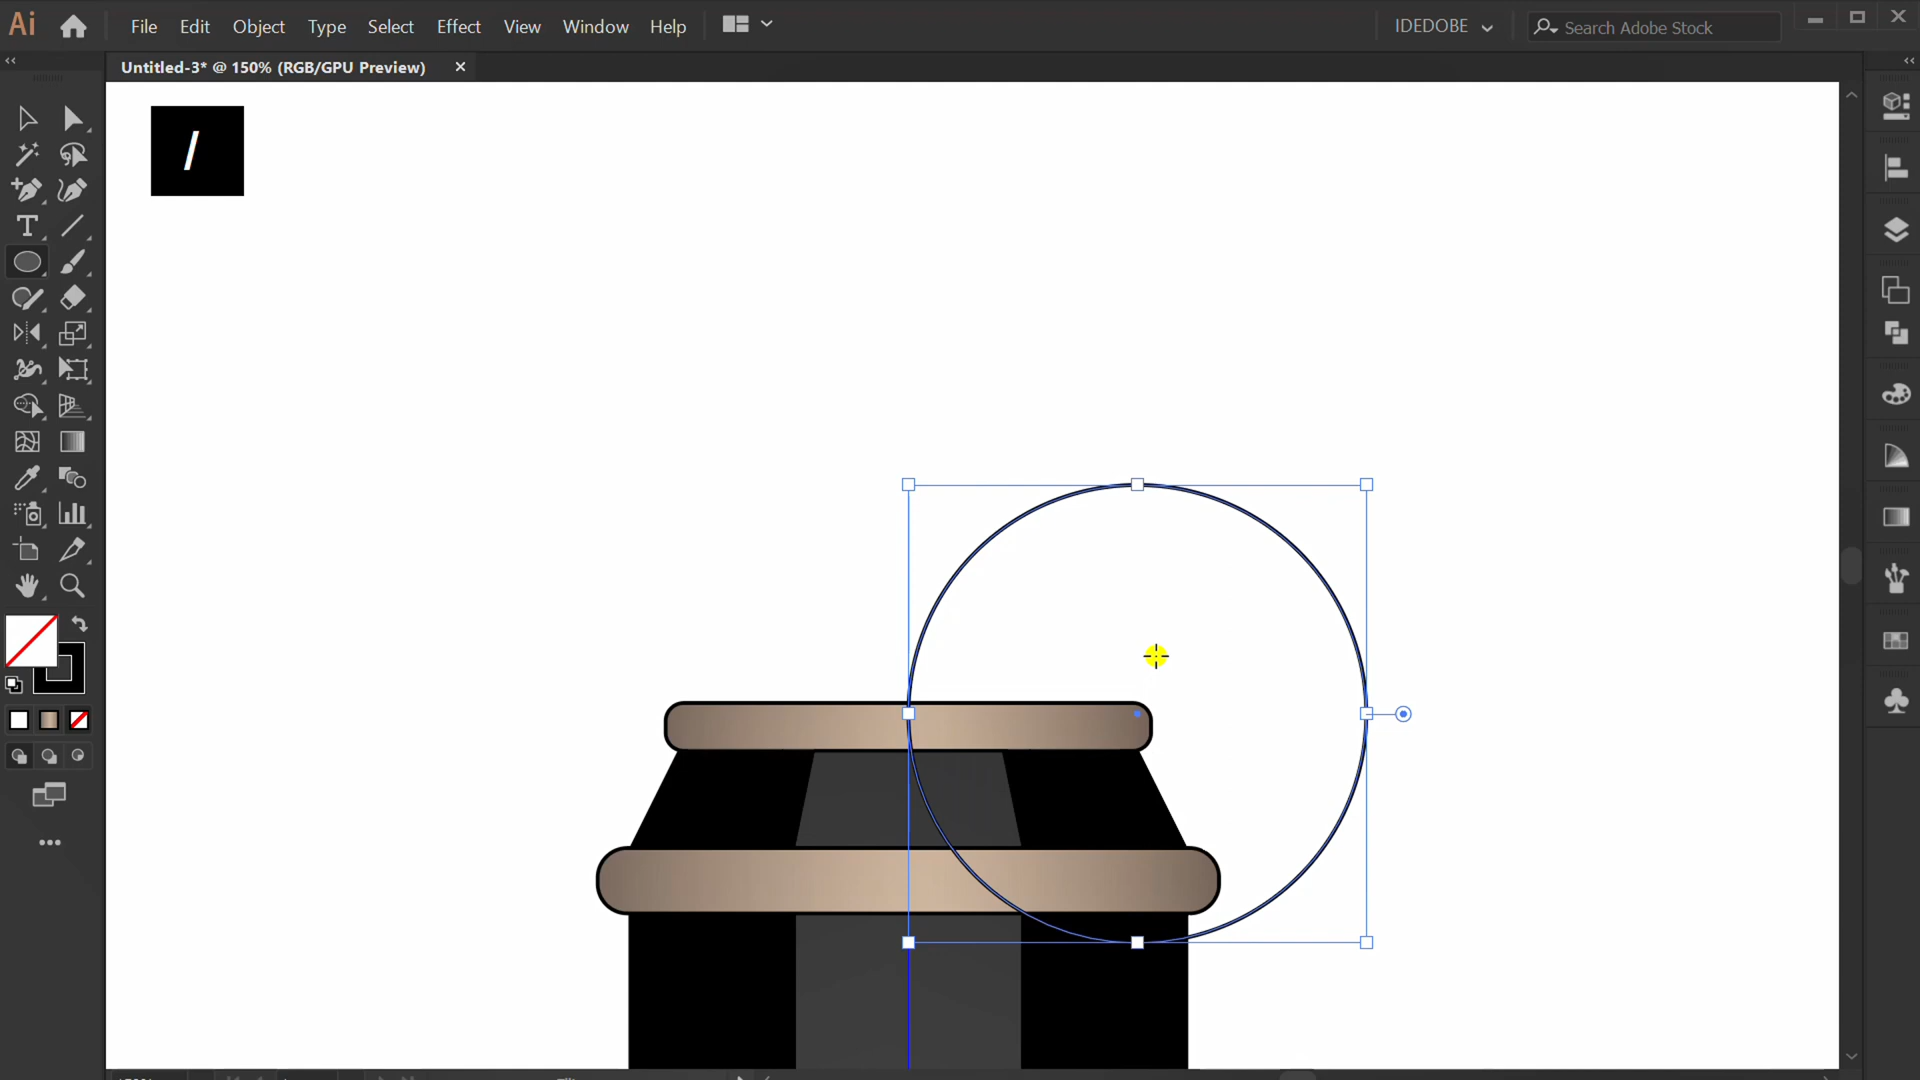 Ai File Edit Object Type Select Effect View Window Help IDEDOBE Search Adobe Stock
Untitled-3* @ 150% (RGB/GPU Preview)
/